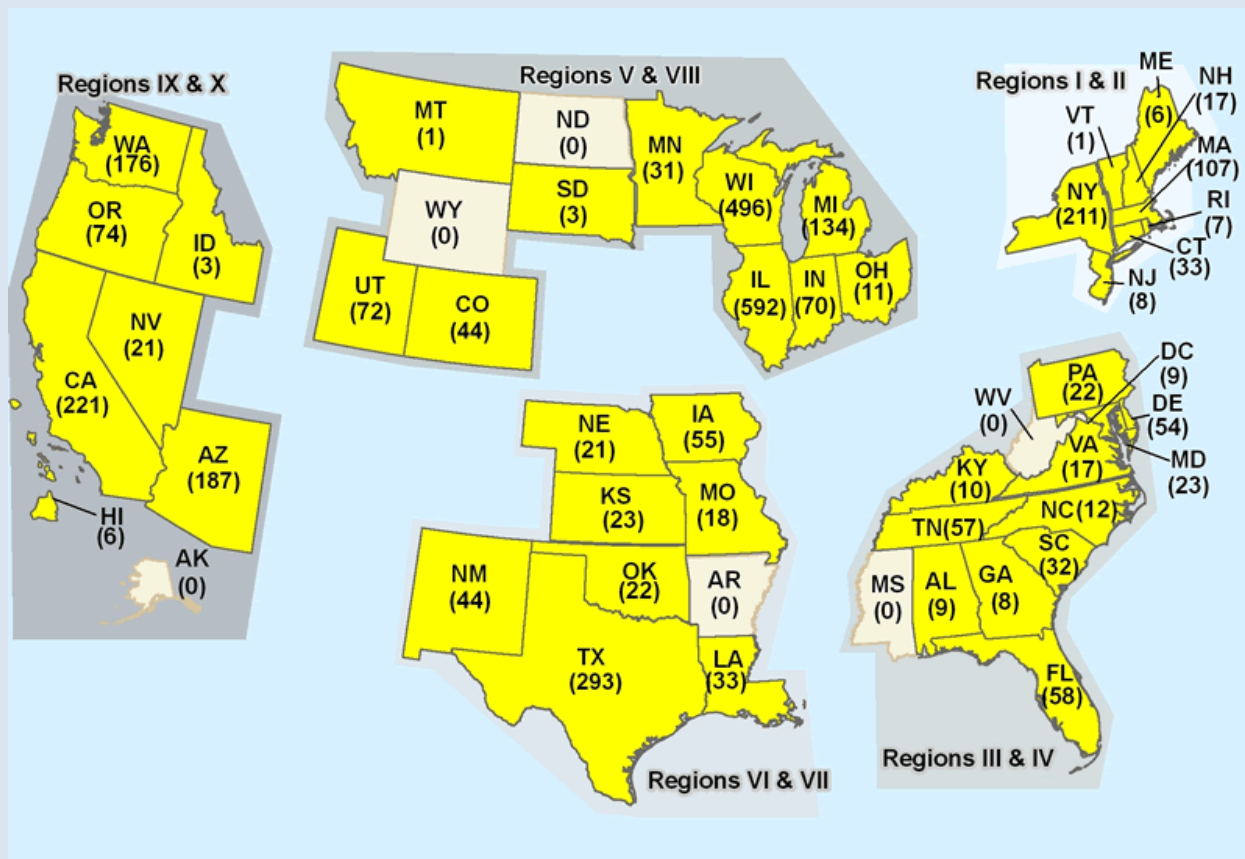 Regions IX & X
WA
(176)
OR
(74)
ID
(3)
NV
(21)
CA
(221)
AZ
(187)
HI
(6)
AK
(0)
Regions V & VIII
MT
(1)
ND
(0)
MN
(31)
SD
(3)
WY
(0)
WI
(496)
MI
(134)
UT
(72)
CO
(44)
IL
(592)
IN
(70)
OH
(11)
Regions I & II
ME
(6)
NH
(17)
VT
(1)
MA
(107)
NY
(211)
RI
(7)
CT
(33)
NJ
(8)
NE
(21)
IA
(55)
KS
(23)
MO
(18)
NM
(44)
OK
(22)
AR
(0)
TX
(293)
LA
(33)
Regions VI & VII
DC
(9)
PA
(22)
WV
(0)
DE
(54)
VA
(17)
MD
(23)
KY
(10)
NC(12)
TN(57)
SC
(32)
MS
(0)
AL
(9)
GA
(8)
FL
(58)
Regions III & IV